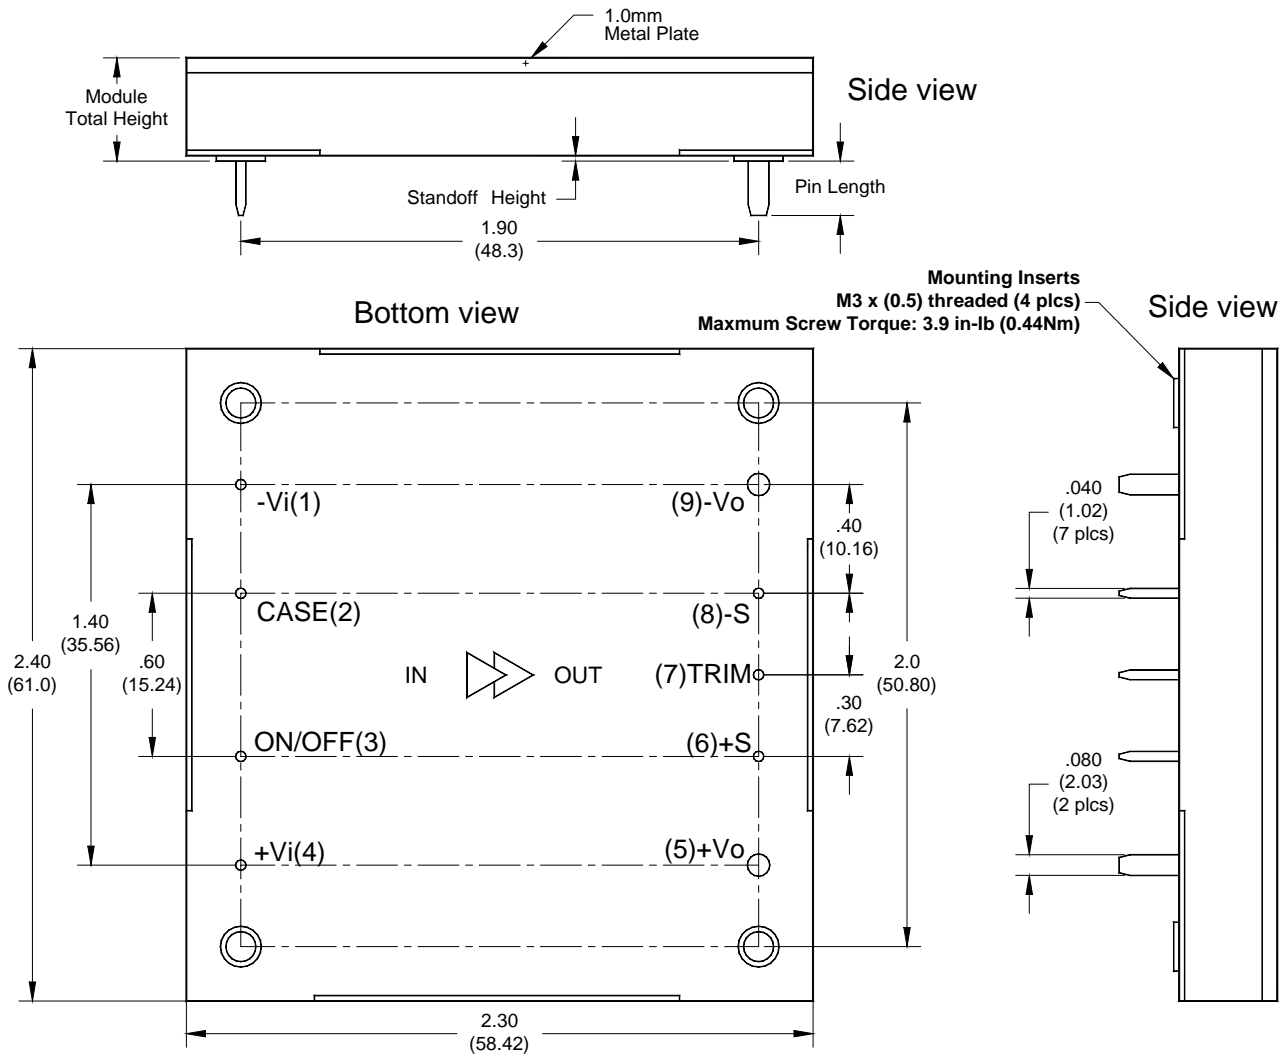 1.0mm
Metal Plate
Module
Total Height
Side view
Standoff Height
Pin Length
1.90
(48.3)
Mounting Inserts
M3 x (0.5) threaded (4 plcs)
Maxmum Screw Torque: 3.9 in-lb (0.44Nm)
Bottom view
Side view
-Vi(1)
(9)-Vo
.040
(1.02)
(7 plcs)
.40
(10.16)
CASE(2)
(8)-S
1.40
(35.56)
2.40
(61.0)
.60
(15.24)
IN
OUT
(7)TRIM
2.0
(50.80)
.30
(7.62)
ON/OFF(3)
(6)+S
.080
(2.03)
(2 plcs)
+Vi(4)
(5)+Vo
2.30
(58.42)